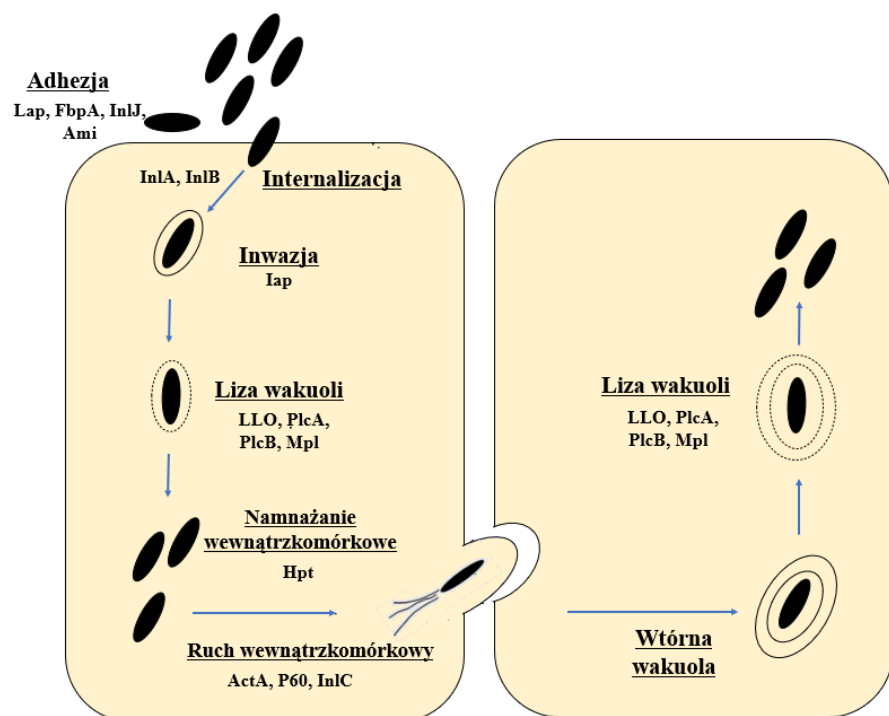 Adhezja
Lap, FbpA, InlJ,
Ami
InlA, InlB
Internalizacja
Inwazja
Iap
Liza wakuoli
LLO, PlcA,
PlcB, Mpl
Namnażanie
wewnątrzkomórkowe
Hpt
Ruch wewnątrzkomórkowy
ActA, P60, InlC
Liza wakuoli
LLO, PlcA,
PlcB, Mpl
Wtórna
wakuola